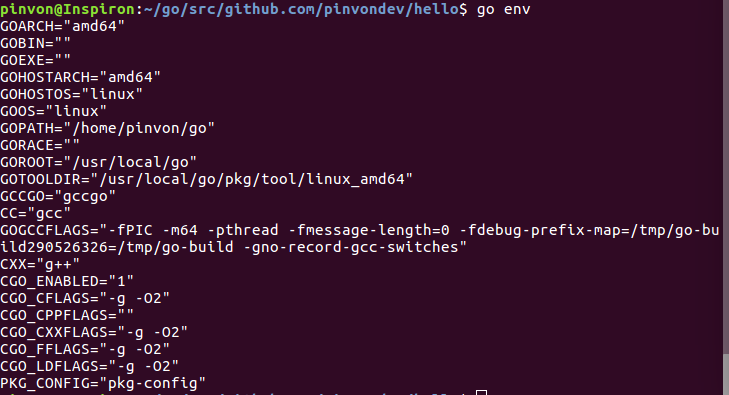 pinvon@Inspiron:~/go/src/github.com/pinvondev/hello$ go env
GOARCH="amd64"
GOBIN=""
GOEXE=""
GOHOSTARCH="amd64"
GOHOSTOS="linux"
GOOS="linux"
GOPATH="/home/pinvon/go"
GORACE=""
GOROOT="/usr/local/go"
GOTOOLDIR="/usr/local/go/pkg/tool/linux_amd64"
GCCGO="gccgo"
CC="gcc"
GOGCCFLAGS="-fPIC -m64 -pthread -fmessage-length=0 -fdebug-prefix-map=/tmp/go-bu
ild290526326=/tmp/go-build -gno-record-gcc-switches"
CXX="g++"
CGO_ENABLED="1"
CGO_CFLAGS="-g -O2"
CGO_CPPFLAGS=""
CGO_CXXFLAGS="-g -O2"
CGO_FFLAGS="-g -O2"
CGO_LDFLAGS="-g -O2"
PKG_CONFIG="pkg-config"